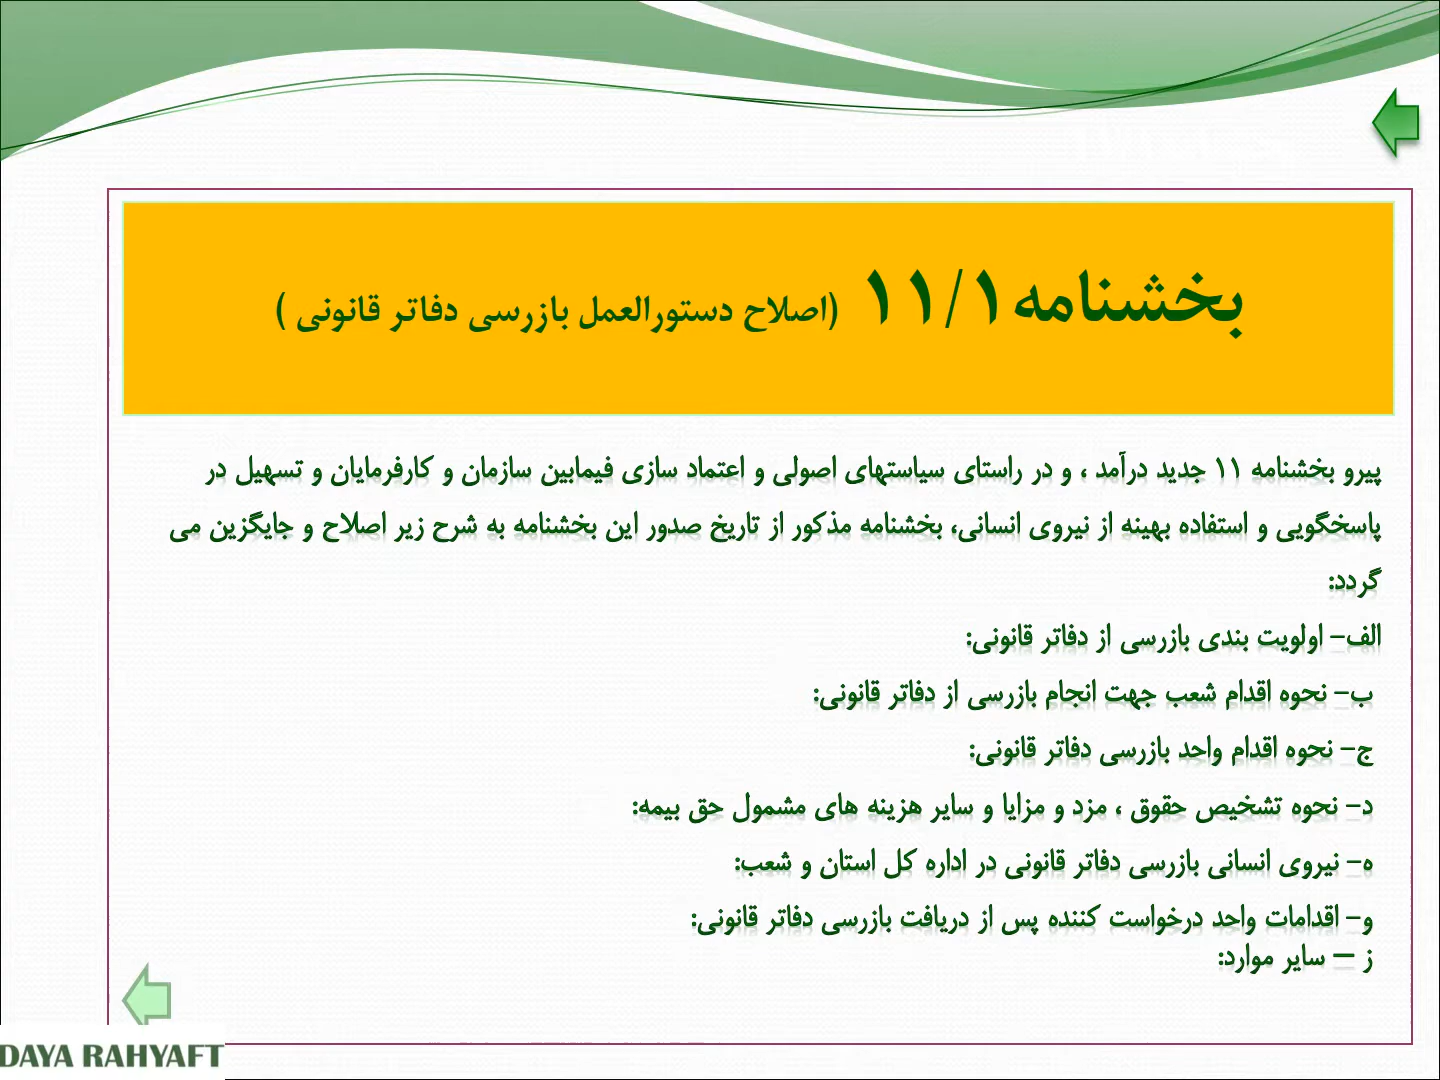 بخشنامه۱۱/۱ (اصلاح دستورالعمل بازرسی دفاتر قانونی )
پیرو بخشنامه ۱۱ جدید درآمد ، و در راستای سیاستهای اصولی و اعتماد سازی فیمابین سازمان و کارفرمایان و تسهیل در
پاسخگویی و استفاده بهینه از نیروی انسانی، بخشنامه مذکور از تاریخ صدور این بخشنامه به شرح زیر اصلاح و جایگزین می
گردد:
الف- اولویت بندی بازرسی از دفاتر قانونی:
ب- نحوه اقدام شعب جهت انجام بازرسی از دفاتر قانونی:
ج- نحوه اقدام واحد بازرسی دفاتر قانونی:
د- نحوه تشخیص حقوق ، مزد و مزایا و سایر هزینه های مشمول حق بیمه:
ه- نیروی انسانی بازرسی دفاتر قانونی در اداره کل استان و شعب:
و- اقدامات واحد درخواست کننده پس از دریافت بازرسی دفاتر قانونی:
ز – سایر موارد:
DAYA RAHYAFT